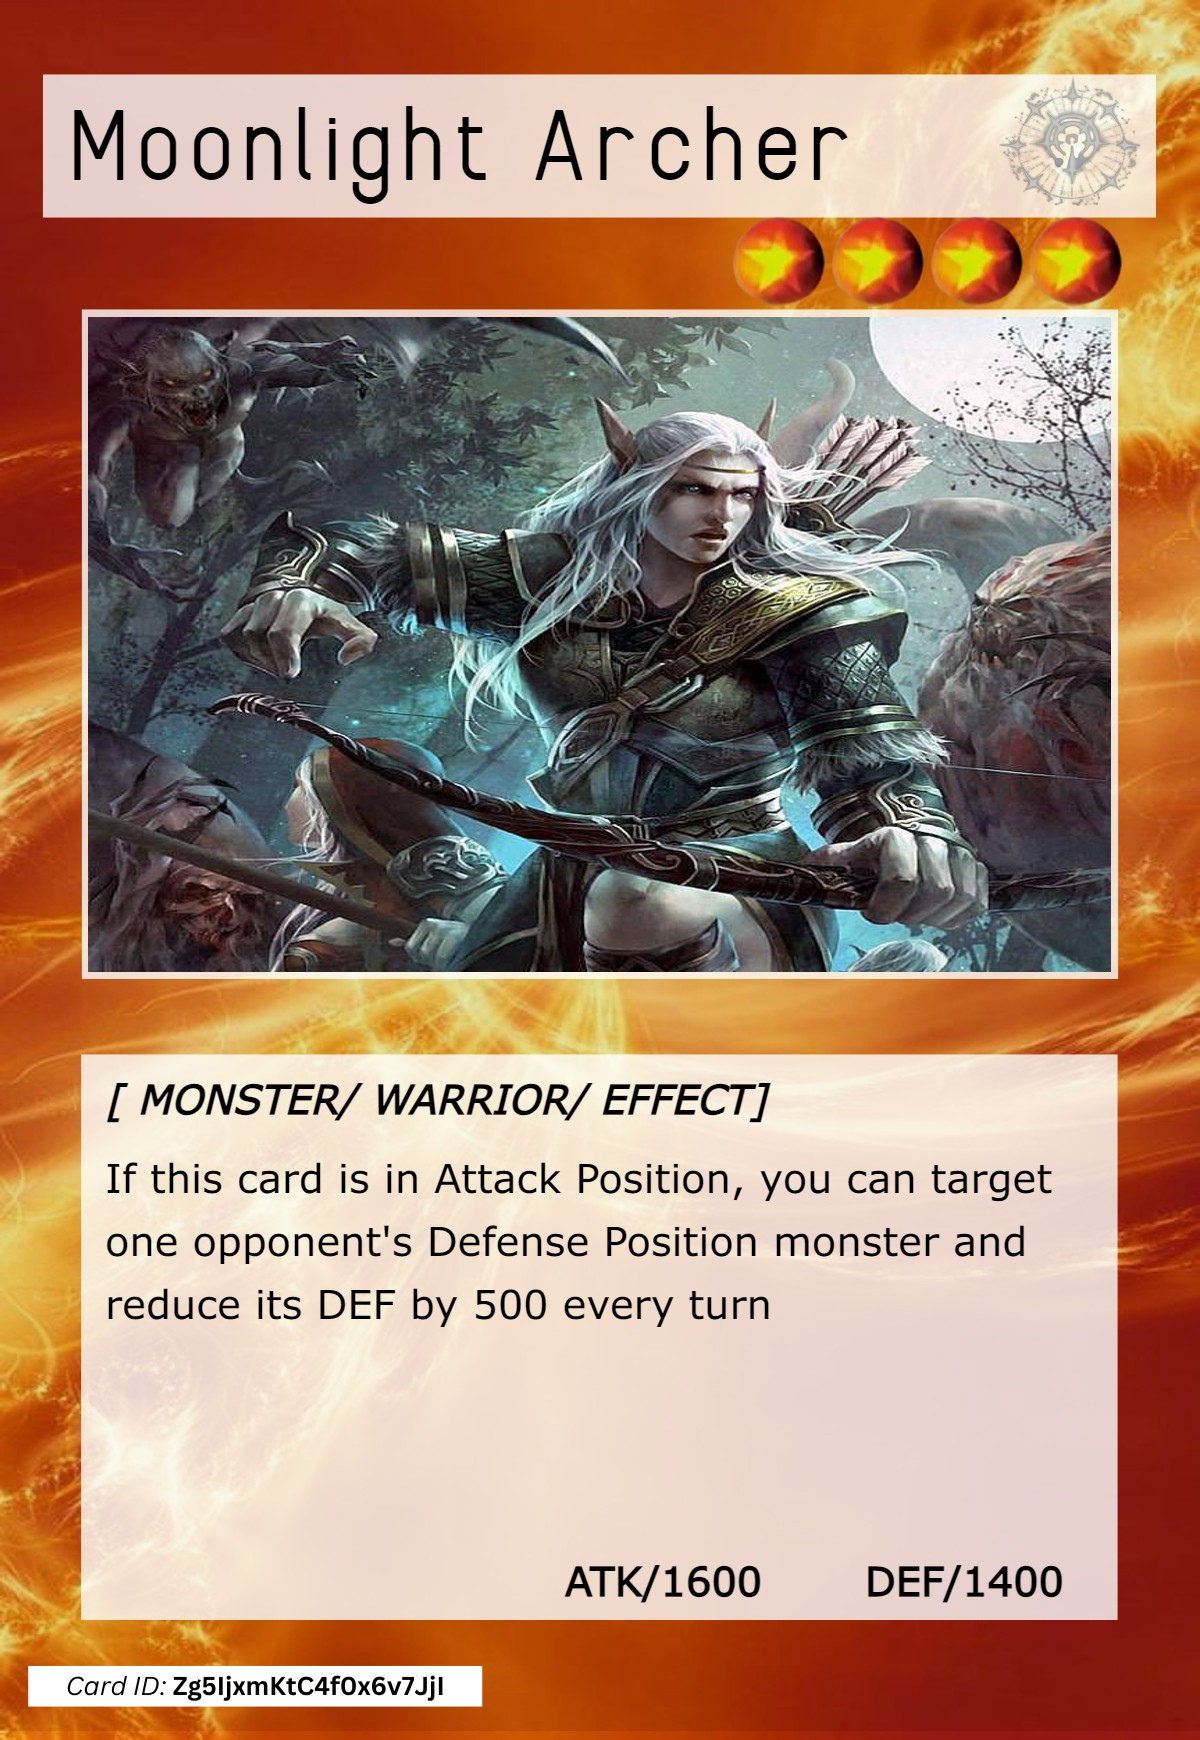 Moonlight Archer
[ MONSTER/ WARRIOR/ EFFECT]
If this card is in Attack Position, you can target
one opponent's Defense Position monster and
reduce its DEF by 500 every turn
ATK/1600 DEF/1400
Card ID: Zg5IjxmKtC4f0x6v7JjI